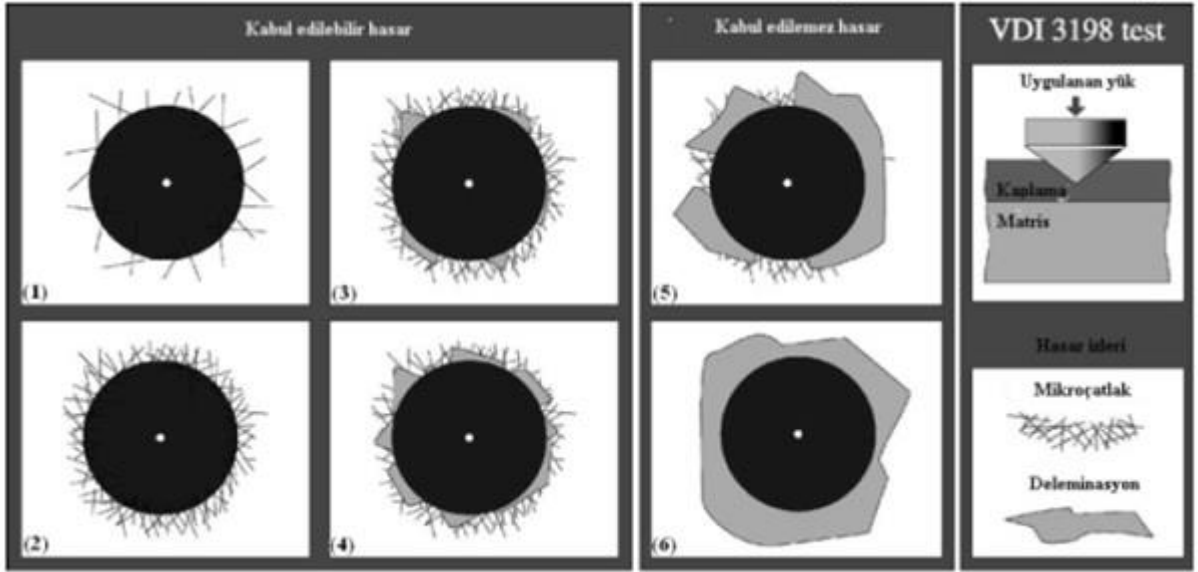 Kabul edilebilir hasar
Kabul edilemez hasar
VDI 3198 test
Uygulanan yük
Kaplama
Matris
(1)
(3)
(5)
Hasar izleri
Mikroçatlak
Deleminasyon
(2)
(4)
(6)